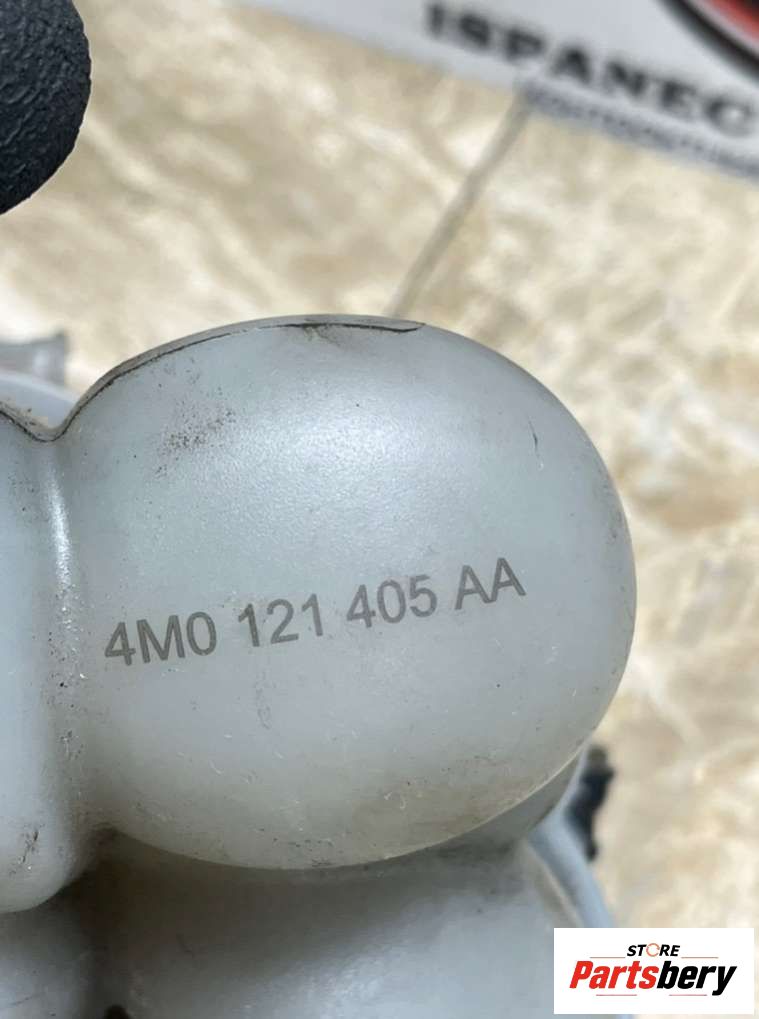 ISPANEC
4M0 121 405 AA
STORE
Partsbery